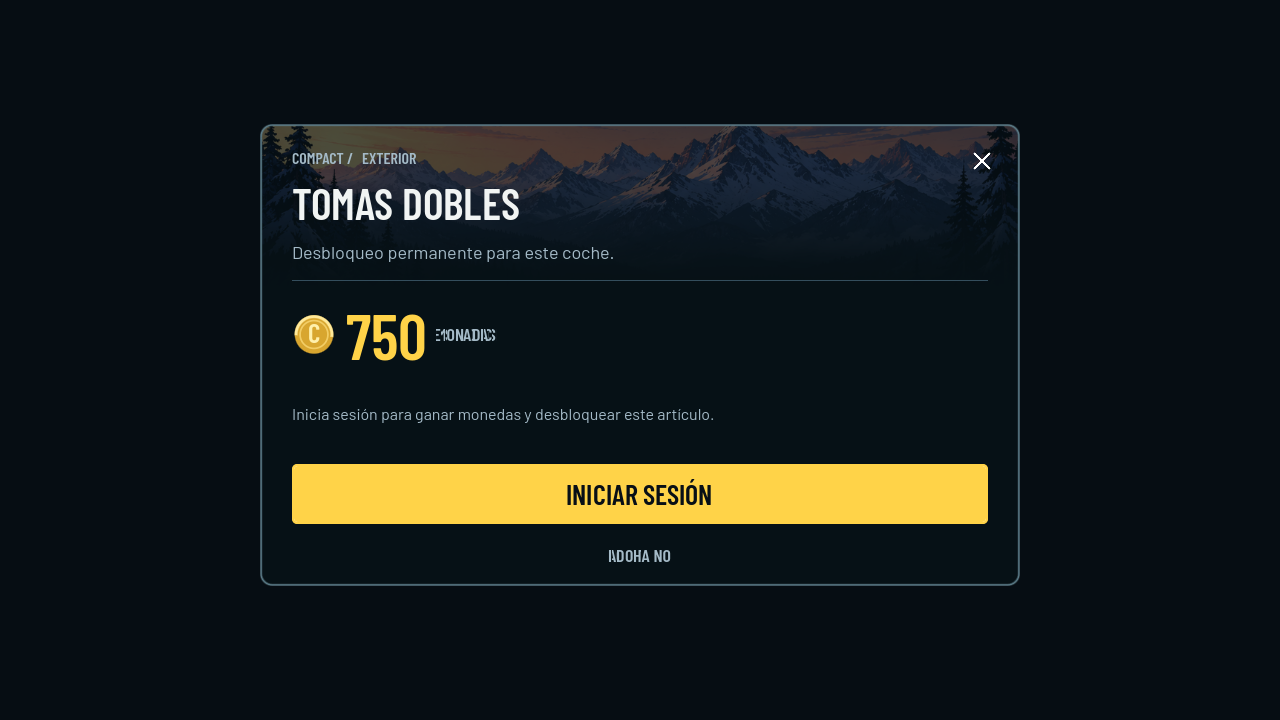 COMPACT / EXTERIOR
TOMAS DOBLES
Desbloqueo permanente para este coche.
C 750
Inicia sesión para ganar monedas y desbloquear este artículo.
INICIAR SESIÓN
NO